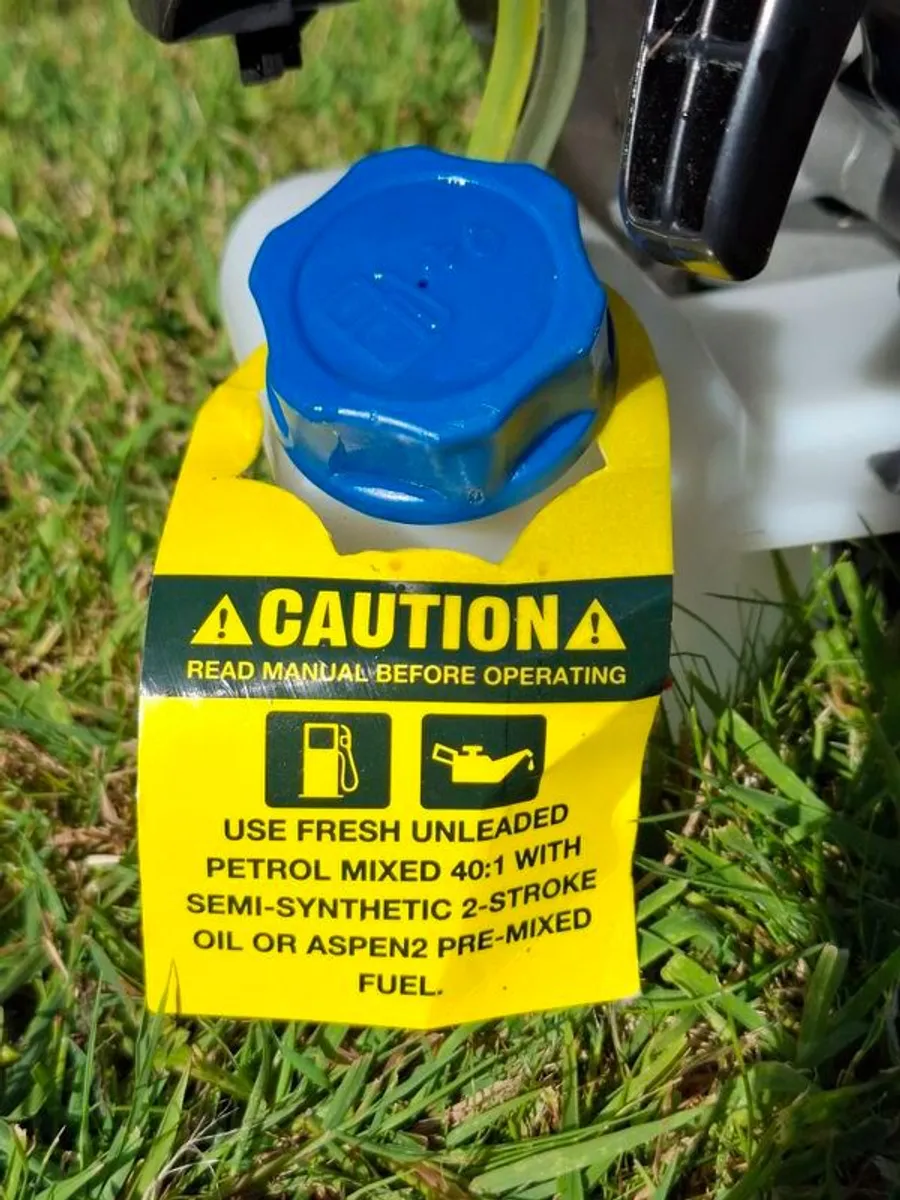 CAUTION
READ MANUAL BEFORE OPERATING
USE FRESH UNLEADED
PETROL MIXED 40:1 WITH
SEMI-SYNTHETIC 2-STROKE
OIL OR ASPEN2 PRE-MIXED
FUEL.